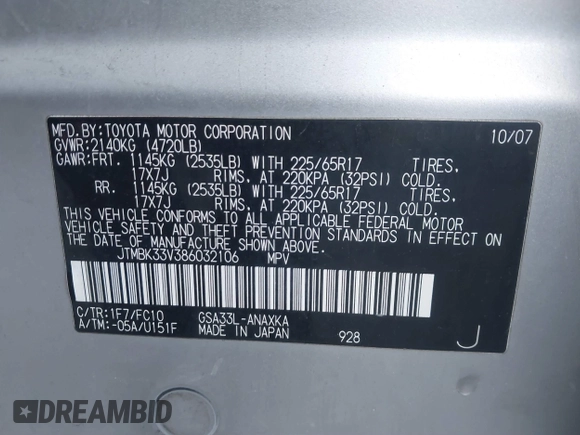 MFD.BY:TOYOTA MOTOR CORPORATION 10/07
GVWR:2140KG (4720LB)
GAWR:FRT. 1145KG (2535LB) WITH 225/65R17 TIRES,
17X7J RIMS, AT 220KPA (32PSI) COLD.
RR. 1145KG (2535LB) WITH 225/65R17 TIRES,
17X7J RIMS, AT 220KPA (32PSI) COLD.
THIS VEHICLE CONFORMS TO ALL APPLICABLE FEDERAL MOTOR
VEHICLE SAFETY AND THEFT PREVENTION STANDARDS IN EFFECT ON
THE DATE OF MANUFACTURE SHOWN ABOVE.
JTMBK33V386032106 MPV
C/TR:1F7/FC10 GSA33L-ANAXKA
A/TM:-05A/U151F MADE IN JAPAN 928 J
DREAMBID